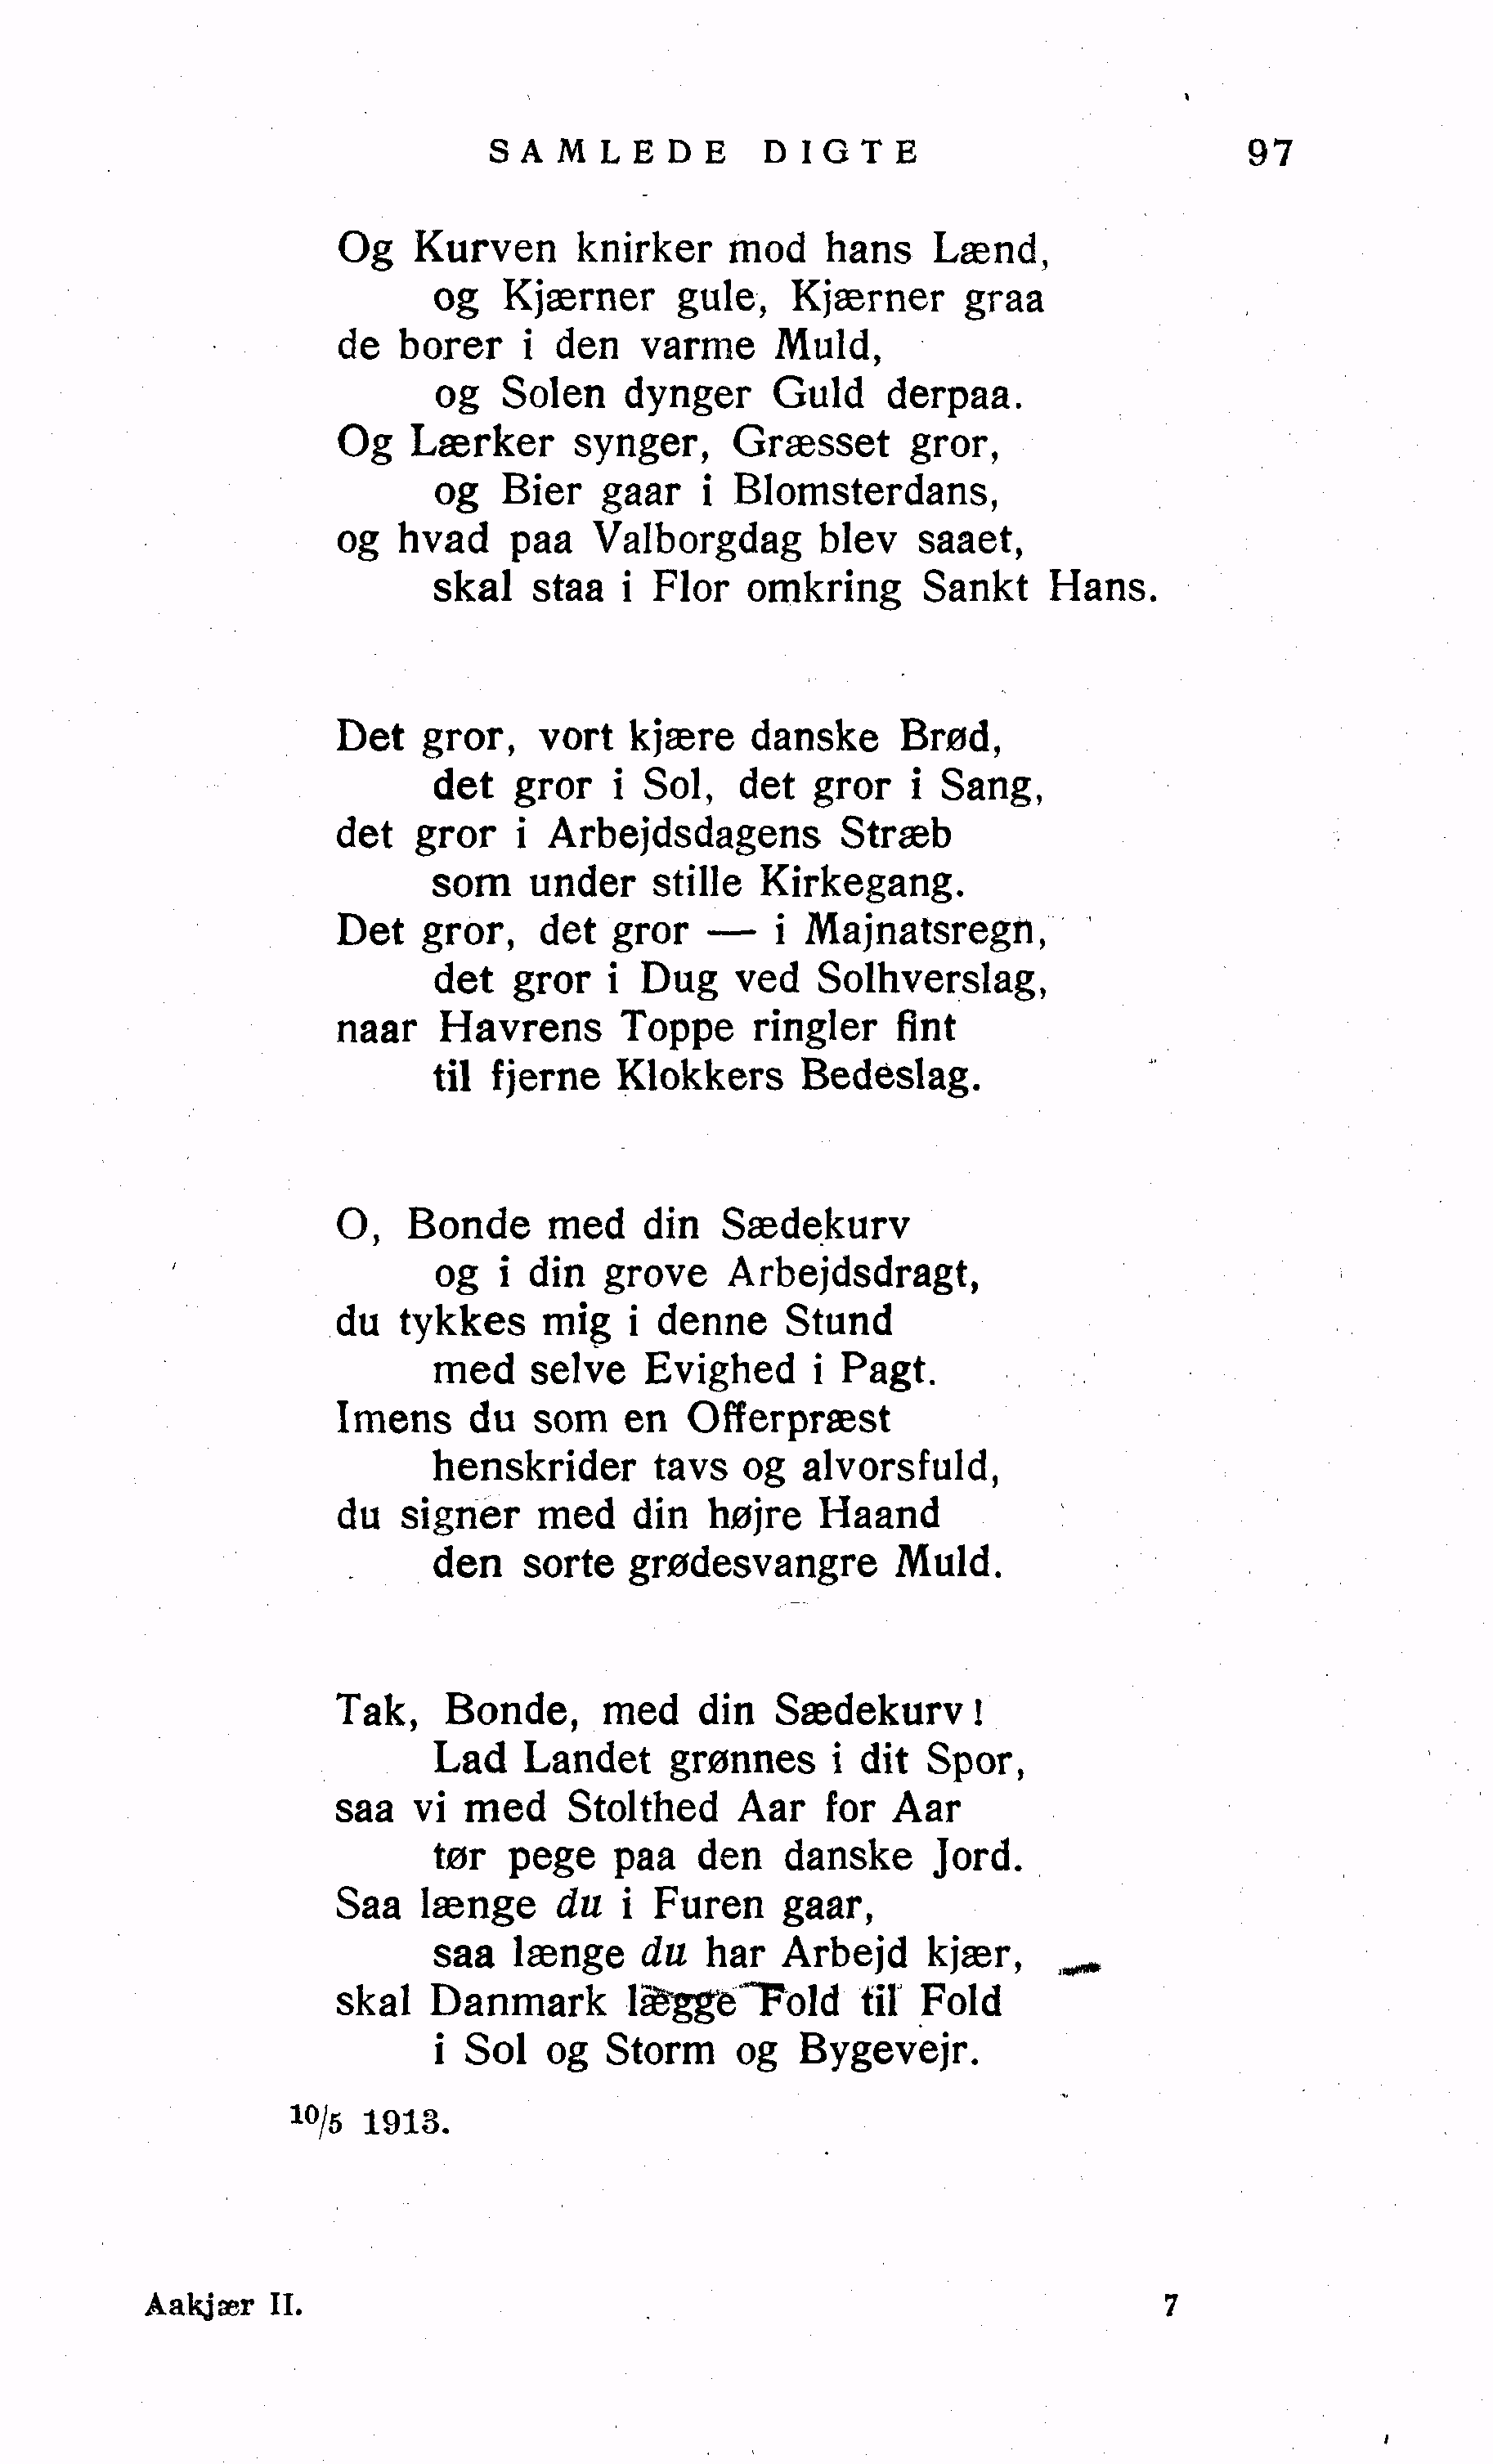 SAMLEDE DIGTE 97
Og Kurven knirker mod hans Lænd,
og Kjærner gule, Kjærner graa
de borer i den varme Muld,
og Solen dynger Guld derpaa.
Og Lærker synger, Græsset gror,
og Bier gaar i Blomsterdans,
og hvad paa Valborgdag blev saaet,
skal staa i Flor omkring Sankt Hans.
Det gror, vort kjære danske Brød,
det gror i Sol, det gror i Sang,
det gror i Arbejdsdagens Stræb
som under stille Kirkegang.
Det gror, det gror — i Majnatsregn,
det gror i Dug ved Solhverslag,
naar Havrens Toppe ringler fint
til fjerne Klokkers Bedeslag.
O, Bonde med din Sædekurv
og i din grove Arbejdsdragt,
du tykkes mig i denne Stund
med selve Evighed i Pagt.
Imens du som en Offerpræst
henskrider tavs og alvorsfuld,
du signer med din højre Haand
den sorte grødesvangre Muld.
Tak, Bonde, med din Sædekurv!
Lad Landet grønnes i dit Spor,
saa vi med Stolthed Aar for Aar
tør pege paa den danske Jord.
Saa længe du i Furen gaar,
saa længe du har Arbejd kjær,
skal Danmark lægge Fold til Fold
i Sol og Storm og Bygevejr.
10/5 1913.
Aakjær II. 7